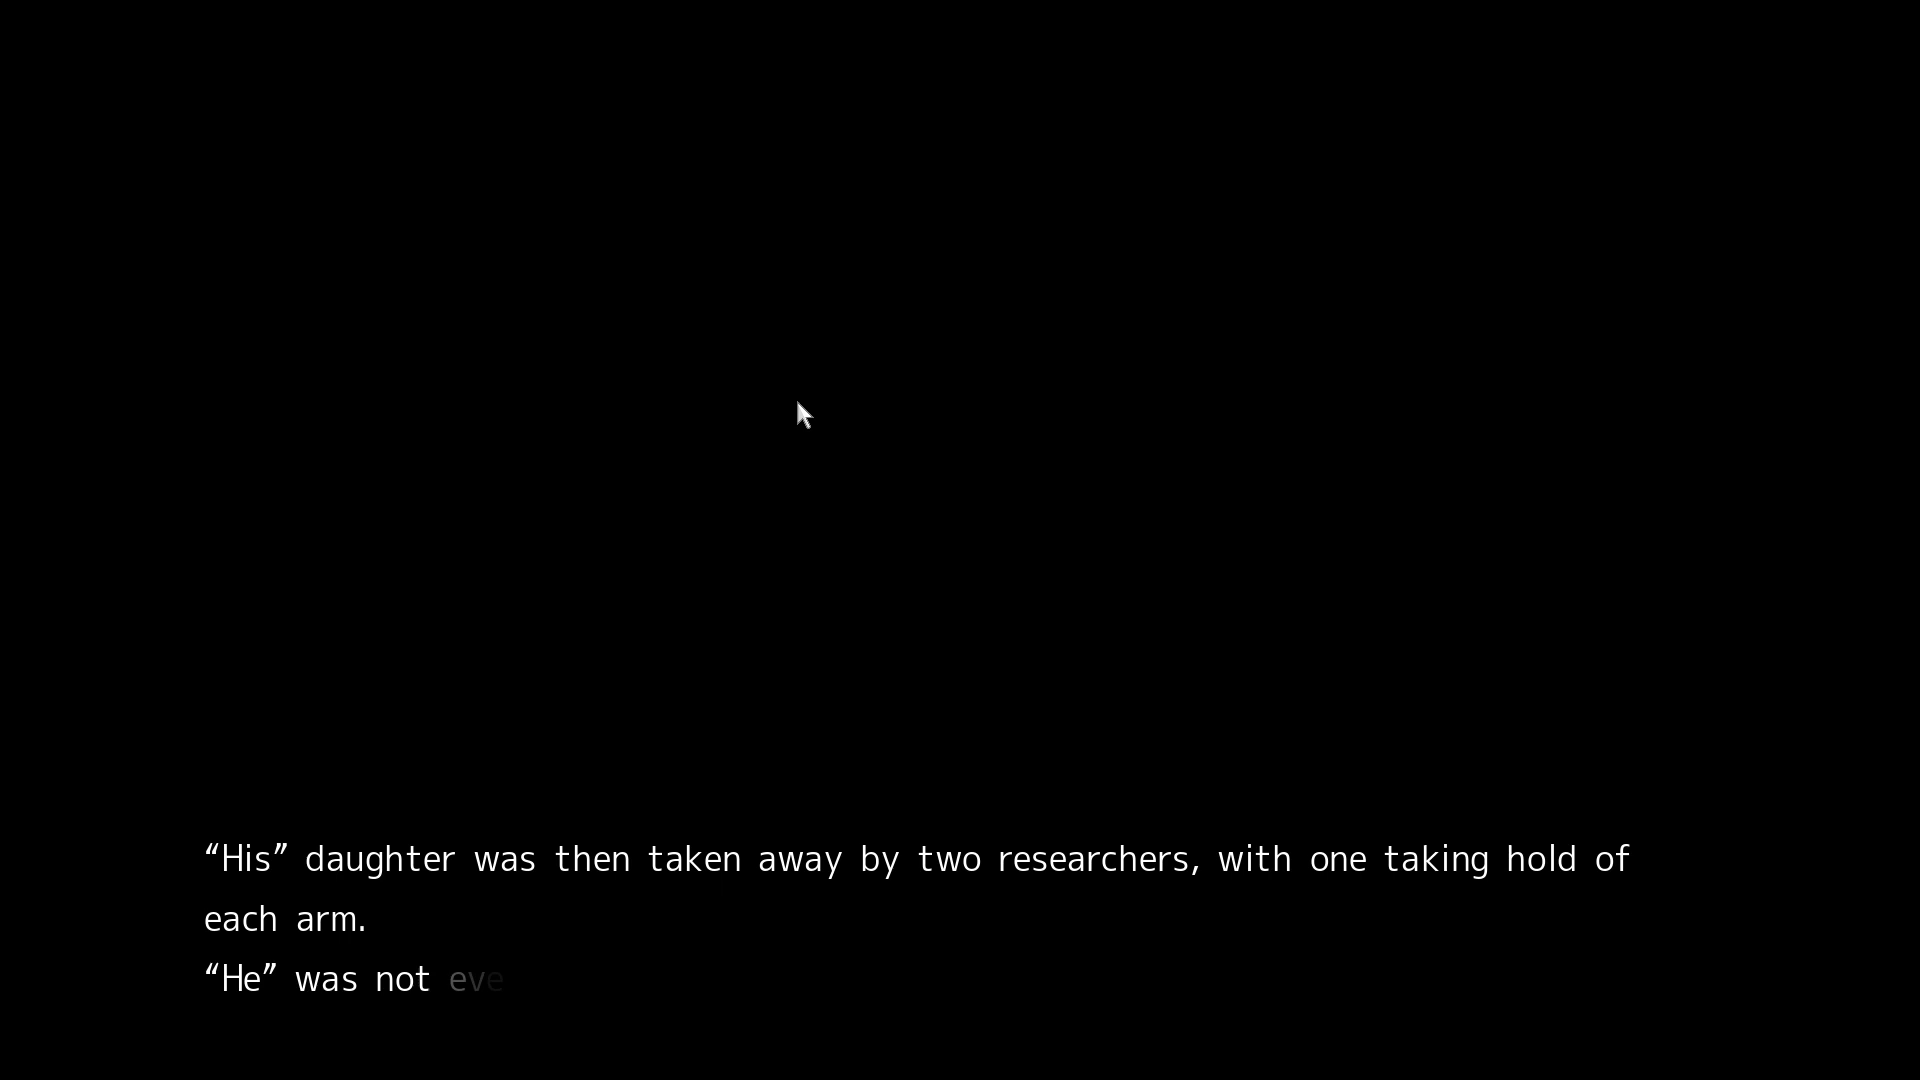 “His” daughter was then taken away by two researchers, with one taking hold of
each arm.
“He” was not eve